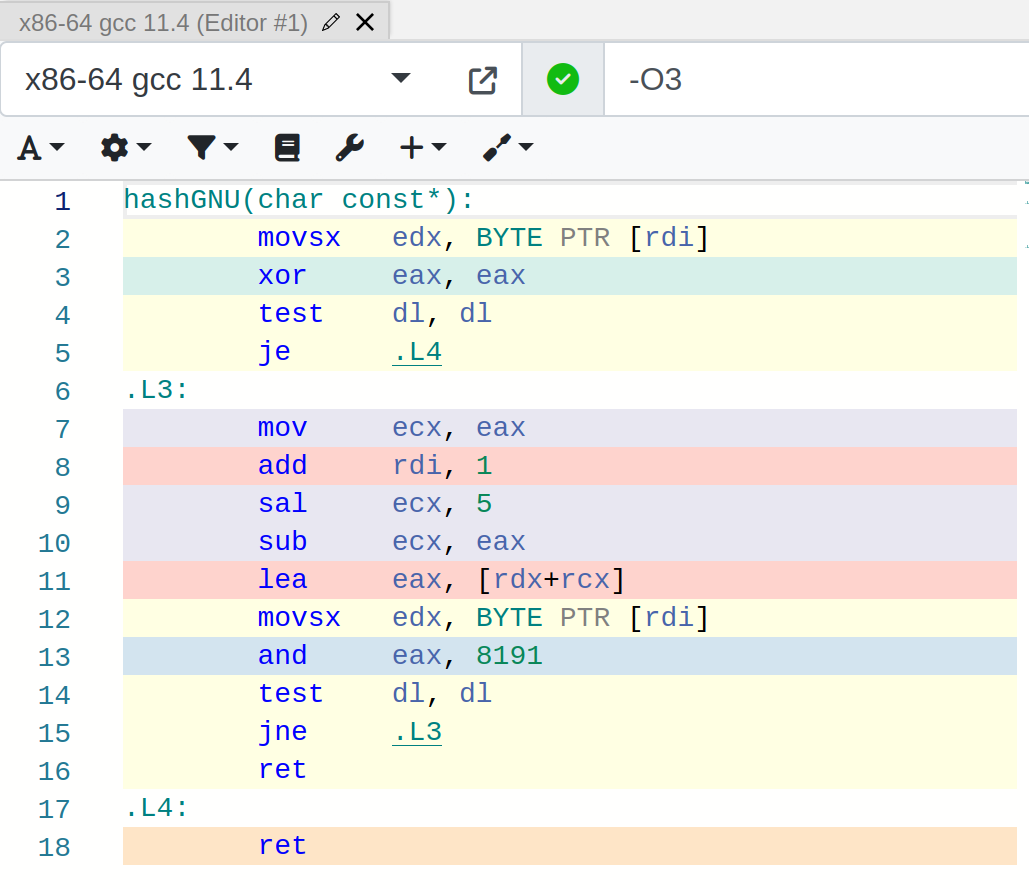 x86-64 gcc 11.4 (Editor #1)
x86-64 gcc 11.4 -O3
A
1 hashGNU(char const*):
2 movsx edx, BYTE PTR [rdi]
3 xor eax, eax
4 test dl, dl
5 je .L4
6 .L3:
7 mov ecx, eax
8 add rdi, 1
9 sal ecx, 5
10 sub ecx, eax
11 lea eax, [rdx+rcx]
12 movsx edx, BYTE PTR [rdi]
13 and eax, 8191
14 test dl, dl
15 jne .L3
16 ret
17 .L4:
18 ret